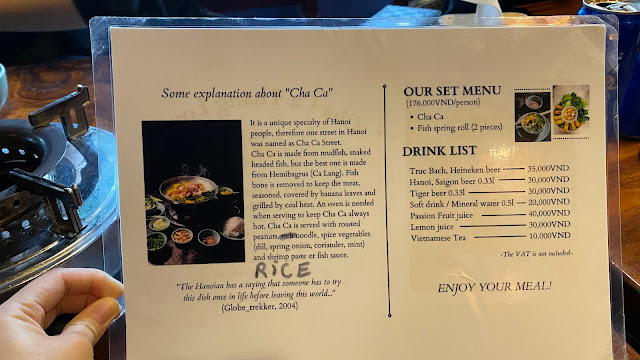 Some explanation about "Cha Ca"
It is a unique specialty of Hanoi
people, therefore one street in Hanoi
was named as Cha Ca Street.
Cha Ca is made from mudfish, snaked
headed fish, but the best one is made
from Hemibagrus (Ca Lang). Fish
bone is removed to keep the meat,
seasoned, covered by banana leaves and
grilled by coal heat. An oven is needed
when serving to keep Cha Ca always
hot. Cha Ca is served with roasted
peanuts, rich noodle, spice vegetables
(dill, spring onion, coriander, mint)
and shrimp paste or fish sauce.
RICE
"The Hanoian has a saying that someone has to try
this dish once in life before leaving this world..."
(Globe_trekker, 2004)
OUR SET MENU
(176.000VND/person)
• Cha Ca
• Fish spring roll (2 pieces)
DRINK LIST
Truc Bach, Heineken beer 35,000VND
Hanoi, Saigon beer 0.33l 30,000VND
Tiger beer 0.33l 30,000VND
Soft drink / Mineral water 0.5l 20,000VND
Passion Fruit juice 40,000VND
Lemon juice 30,000VND
Vietnamese Tea 10.000VND
-The VAT is not included-
ENJOY YOUR MEAL!